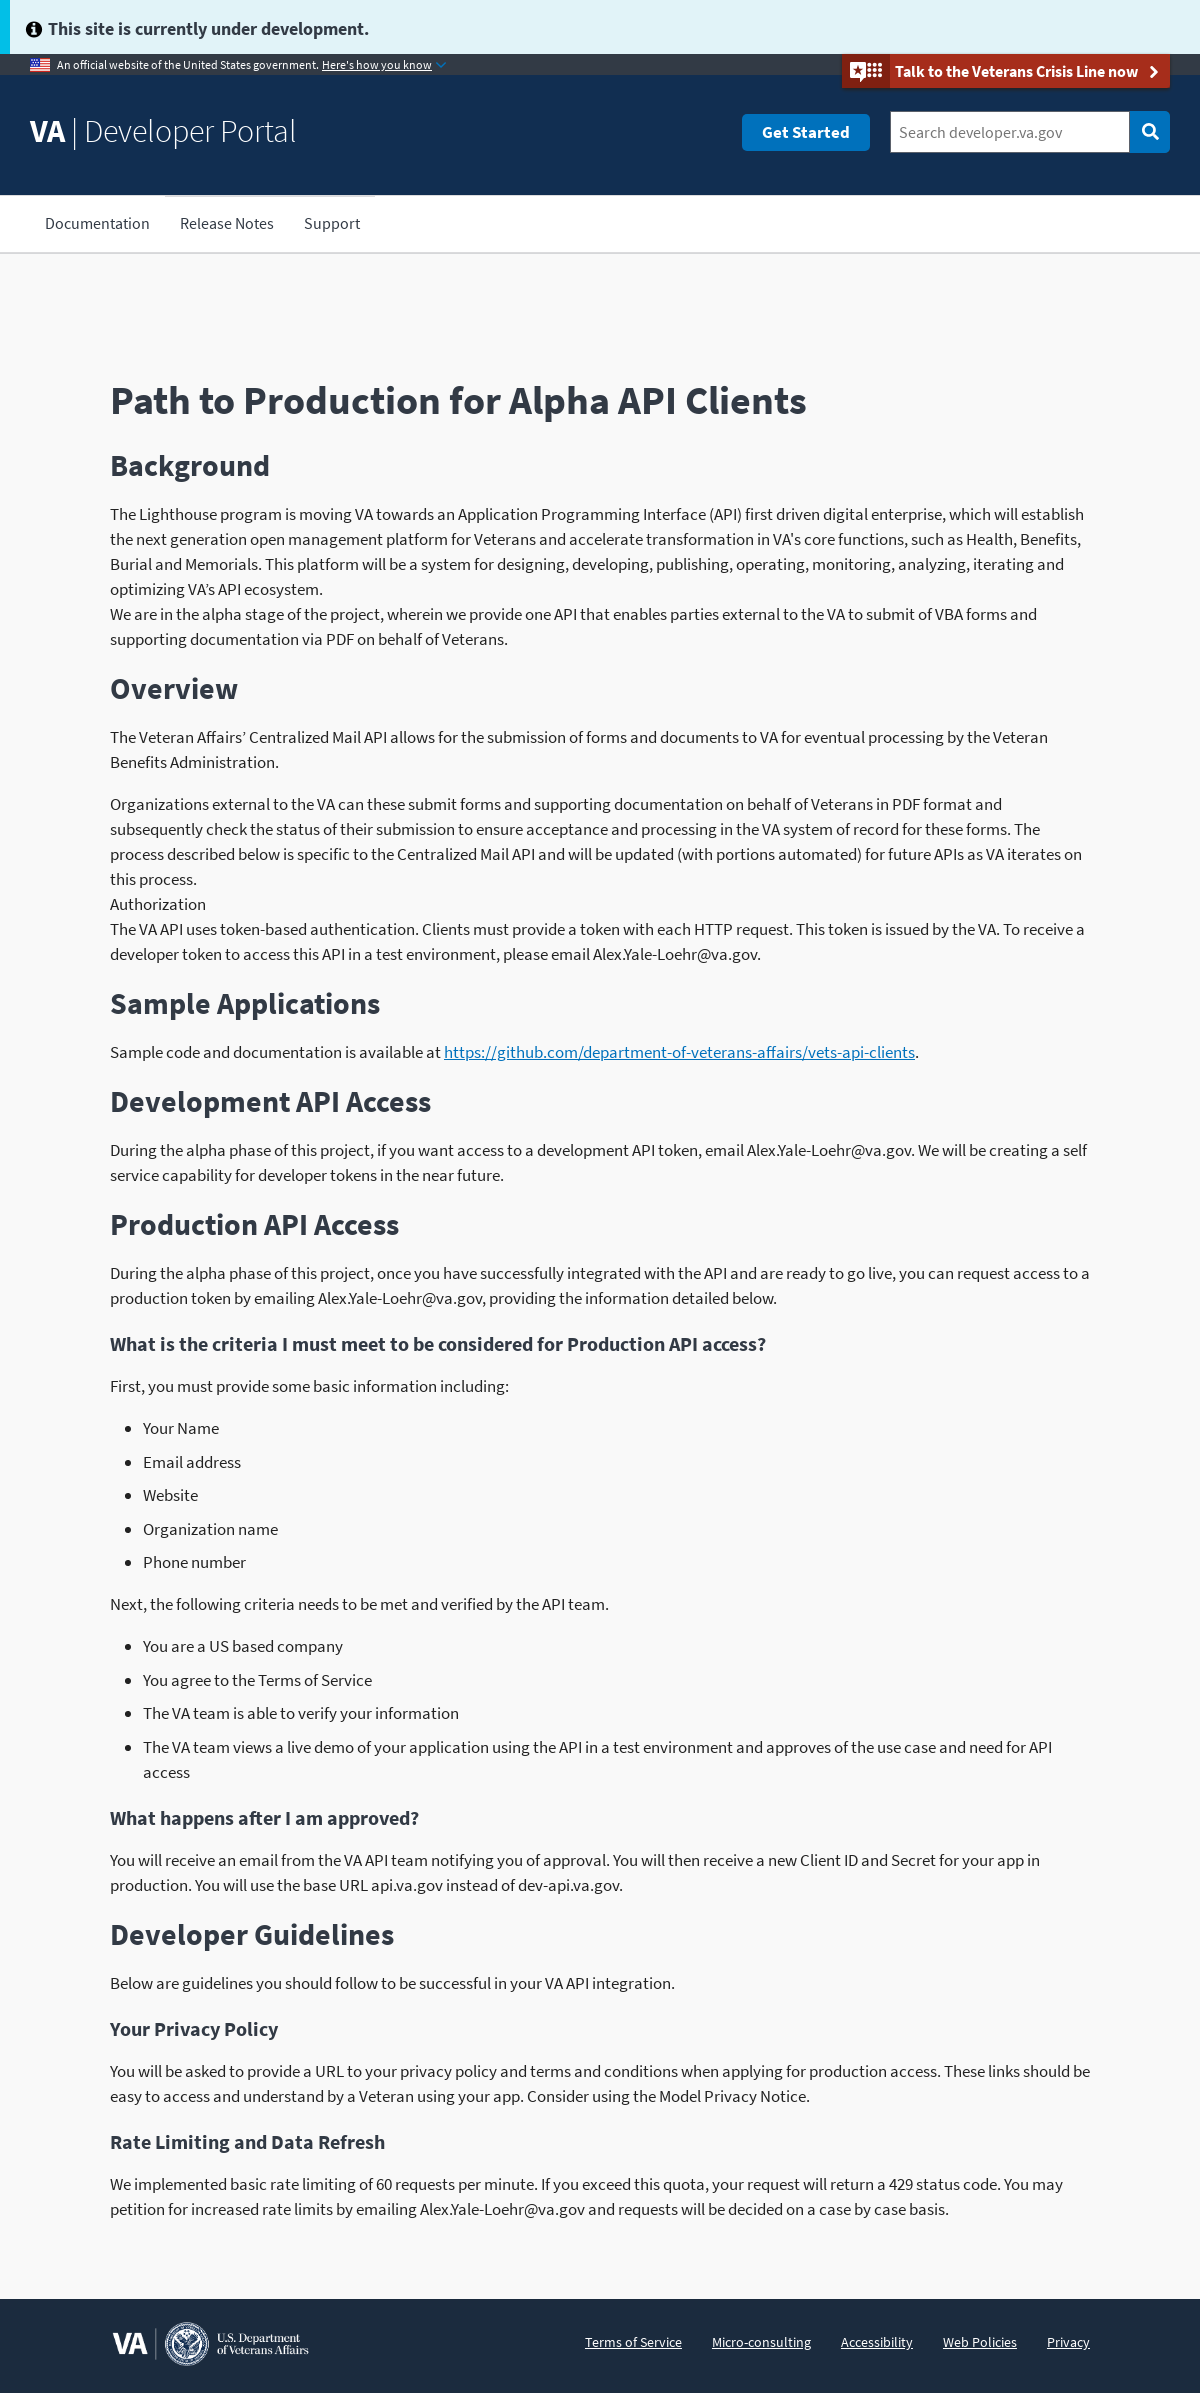 This site is currently under development.
An official website of the United States government. Here's how you know
Talk to the Veterans Crisis Line now
VA | Developer Portal
Get Started
Search developer.va.gov
Documentation
Release Notes
Support
Path to Production for Alpha API Clients
Background
The Lighthouse program is moving VA towards an Application Programming Interface (API) first driven digital enterprise, which will establish
the next generation open management platform for Veterans and accelerate transformation in VA's core functions, such as Health, Benefits,
Burial and Memorials. This platform will be a system for designing, developing, publishing, operating, monitoring, analyzing, iterating and
optimizing VA’s API ecosystem.
We are in the alpha stage of the project, wherein we provide one API that enables parties external to the VA to submit of VBA forms and
supporting documentation via PDF on behalf of Veterans.
Overview
The Veteran Affairs’ Centralized Mail API allows for the submission of forms and documents to VA for eventual processing by the Veteran
Benefits Administration.
Organizations external to the VA can these submit forms and supporting documentation on behalf of Veterans in PDF format and
subsequently check the status of their submission to ensure acceptance and processing in the VA system of record for these forms. The
process described below is specific to the Centralized Mail API and will be updated (with portions automated) for future APIs as VA iterates on
this process.
Authorization
The VA API uses token-based authentication. Clients must provide a token with each HTTP request. This token is issued by the VA. To receive a
developer token to access this API in a test environment, please email Alex.Yale-Loehr@va.gov.
Sample Applications
Sample code and documentation is available at https://github.com/department-of-veterans-affairs/vets-api-clients.
Development API Access
During the alpha phase of this project, if you want access to a development API token, email Alex.Yale-Loehr@va.gov. We will be creating a self
service capability for developer tokens in the near future.
Production API Access
During the alpha phase of this project, once you have successfully integrated with the API and are ready to go live, you can request access to a
production token by emailing Alex.Yale-Loehr@va.gov, providing the information detailed below.
What is the criteria I must meet to be considered for Production API access?
First, you must provide some basic information including:
Your Name
Email address
Website
Organization name
Phone number
Next, the following criteria needs to be met and verified by the API team.
You are a US based company
You agree to the Terms of Service
The VA team is able to verify your information
The VA team views a live demo of your application using the API in a test environment and approves of the use case and need for API
access
What happens after I am approved?
You will receive an email from the VA API team notifying you of approval. You will then receive a new Client ID and Secret for your app in
production. You will use the base URL api.va.gov instead of dev-api.va.gov.
Developer Guidelines
Below are guidelines you should follow to be successful in your VA API integration.
Your Privacy Policy
You will be asked to provide a URL to your privacy policy and terms and conditions when applying for production access. These links should be
easy to access and understand by a Veteran using your app. Consider using the Model Privacy Notice.
Rate Limiting and Data Refresh
We implemented basic rate limiting of 60 requests per minute. If you exceed this quota, your request will return a 429 status code. You may
petition for increased rate limits by emailing Alex.Yale-Loehr@va.gov and requests will be decided on a case by case basis.
VA
U.S. Department
of Veterans Affairs
Terms of Service
Micro-consulting
Accessibility
Web Policies
Privacy